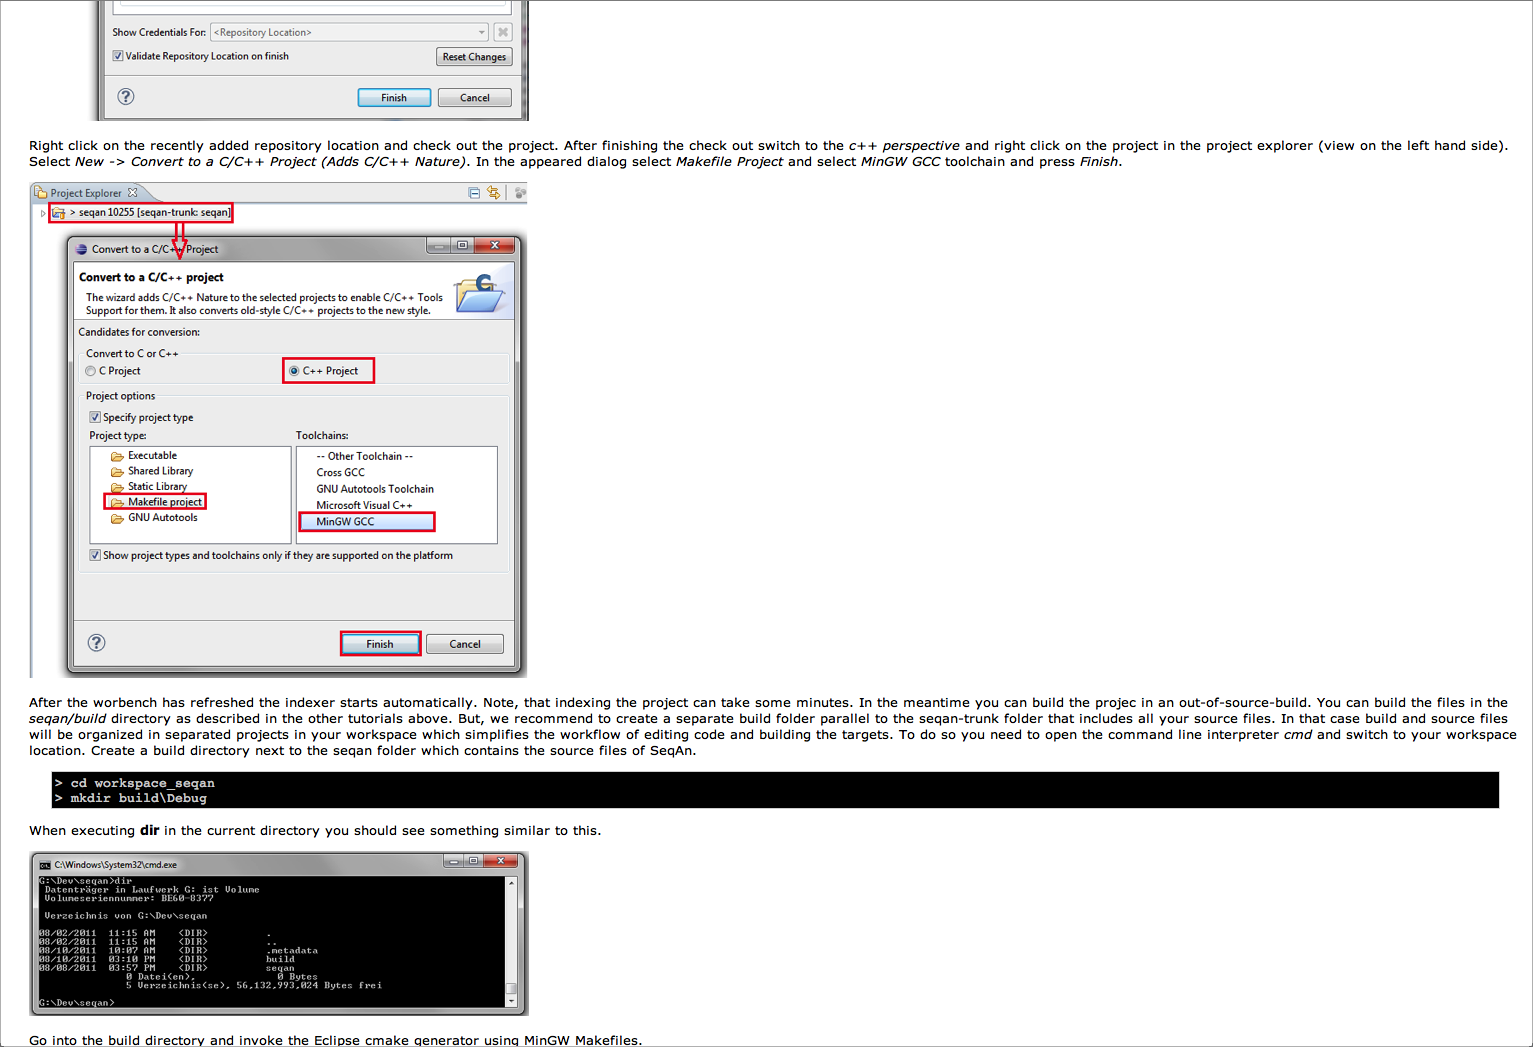 Show Credentials For: <Repository Location>
Validate Repository Location on finish
Reset Changes
Finish
Cancel
Right click on the recently added repository location and check out the project. After finishing the check out switch to the c++ perspective and right click on the project in the project explorer (view on the left hand side).
Select New -> Convert to a C/C++ Project (Adds C/C++ Nature). In the appeared dialog select Makefile Project and select MinGW GCC toolchain and press Finish.
Project Explorer
> seqan 10255 [seqan-trunk: seqan]
Convert to a C/C++ Project
Convert to a C/C++ project
The wizard adds C/C++ Nature to the selected projects to enable C/C++ Tools
Support for them. It also converts old-style C/C++ projects to the new style.
Candidates for conversion:
Convert to C or C++
C Project
C++ Project
Project options
Specify project type
Project type:
Toolchains:
Executable
Shared Library
Static Library
Makefile project
GNU Autotools
-- Other Toolchain --
Cross GCC
GNU Autotools Toolchain
Microsoft Visual C++
MinGW GCC
Show project types and toolchains only if they are supported on the platform
Finish
Cancel
After the worbench has refreshed the indexer starts automatically. Note, that indexing the project can take some minutes. In the meantime you can build the projec in an out-of-source-build. You can build the files in the
seqan/build directory as described in the other tutorials above. But, we recommend to create a separate build folder parallel to the seqan-trunk folder that includes all your source files. In that case build and source files
will be organized in separated projects in your workspace which simplifies the workflow of editing code and building the targets. To do so you need to open the command line interpreter cmd and switch to your workspace
location. Create a build directory next to the seqan folder which contains the source files of SeqAn.
> cd workspace_seqan
> mkdir build\Debug
When executing dir in the current directory you should see something similar to this.
C:\Windows\System32\cmd.exe
G:\Dev\seqan>dir
Datenträger in Laufwerk G: ist Volume
Volumeseriennummer: BE60-8377
Verzeichnis von G:\Dev\seqan
08/02/2011 11:15 AM <DIR> .
08/02/2011 11:15 AM <DIR> ..
08/10/2011 10:07 AM <DIR> .metadata
08/10/2011 03:10 PM <DIR> build
08/08/2011 03:57 PM <DIR> seqan
0 Datei(en), 0 Bytes
5 Verzeichnis(se), 56,132,993,024 Bytes frei
G:\Dev\seqan>
Go into the build directory and invoke the Eclipse cmake generator using MinGW Makefiles.